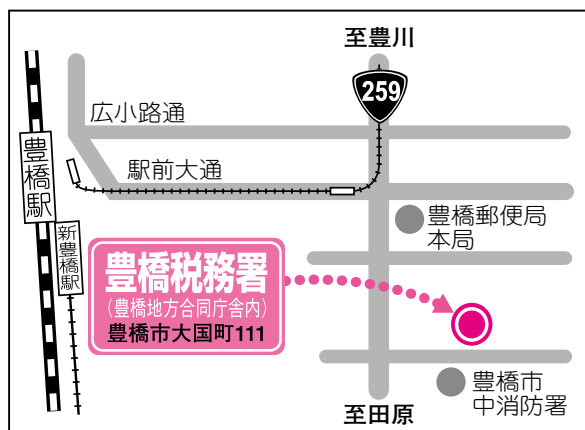 至豊川
259
広小路通
駅前大通
豊橋駅
新豊橋駅
豊橋郵便局
本局
豊橋税務署
(豊橋地方合同庁舎内)
豊橋市大国町111
豊橋市
中消防署
至田原